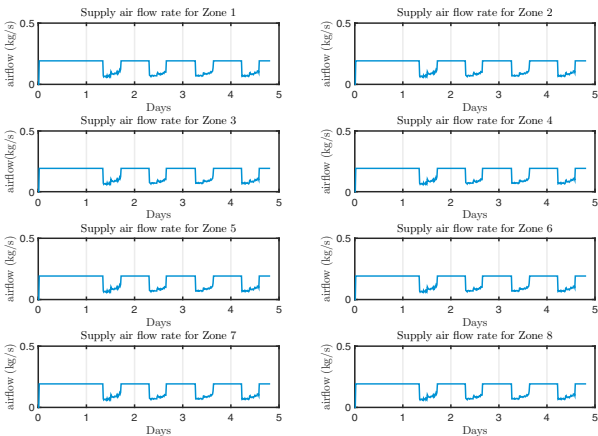 Supply air flow rate for Zone 1
0.5
airflow (kg/s)
0
0 1 2 3 4 5
Days
Supply air flow rate for Zone 2
0.5
airflow (kg/s)
0
0 1 2 3 4 5
Days
Supply air flow rate for Zone 3
0.5
airflow(kg/s)
0
0 1 2 3 4 5
Days
Supply air flow rate for Zone 4
0.5
airflow (kg/s)
0
0 1 2 3 4 5
Days
Supply air flow rate for Zone 5
0.5
airflow (kg/s)
0
0 1 2 3 4 5
Days
Supply air flow rate for Zone 6
0.5
airflow (kg/s)
0
0 1 2 3 4 5
Days
Supply air flow rate for Zone 7
0.5
airflow (kg/s)
0
0 1 2 3 4 5
Days
Supply air flow rate for Zone 8
0.5
airflow (kg/s)
0
0 1 2 3 4 5
Days